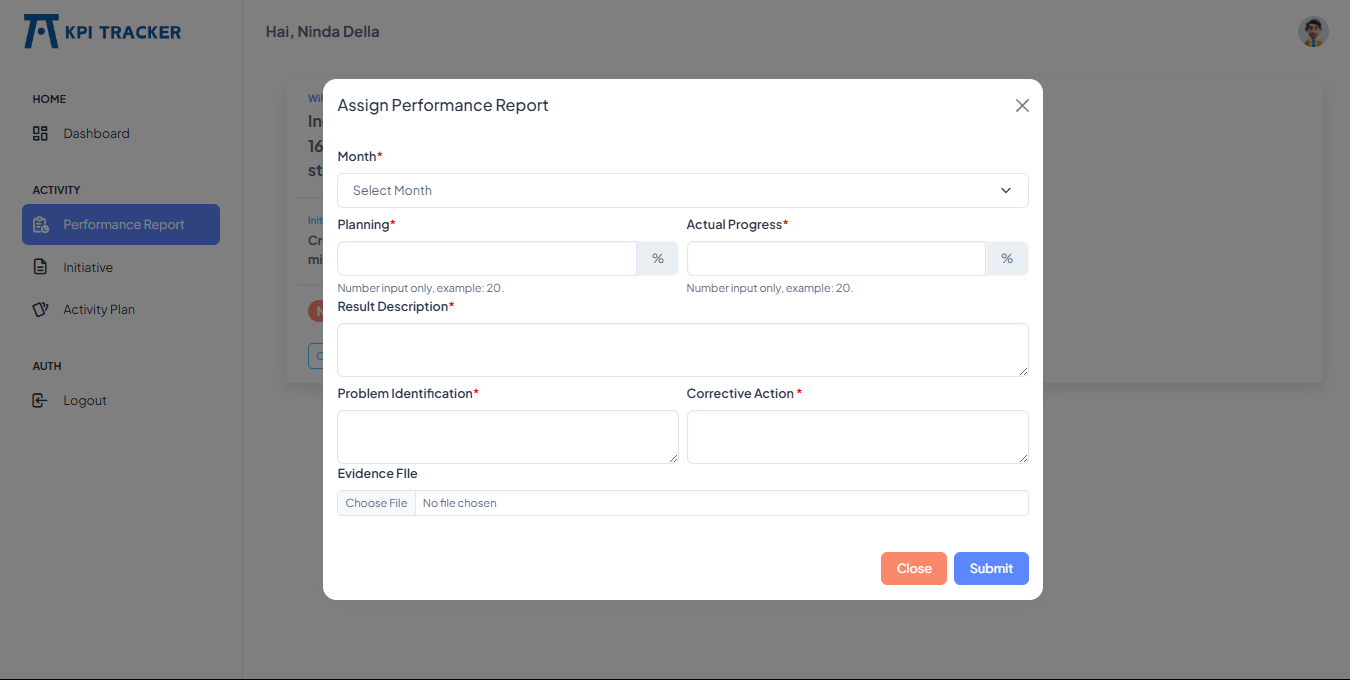 KPI TRACKER
Hai, Ninda Della
HOME
Dashboard
ACTIVITY
Performance Report
Initiative
Activity Plan
AUTH
Logout
16
Assign Performance Report
Month*
Select Month
Planning*
Actual Progress*
%
%
Number input only, example: 20.
Number input only, example: 20.
Result Description*
Problem Identification*
Corrective Action *
Evidence FIle
Choose File
No file chosen
Close
Submit